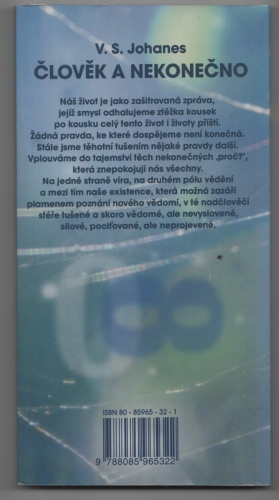 V. S. Johanes
ČLOVĚK A NEKONEČNO
Náš život je jako zašifrovaná zpráva,
jejíž smysl odhalujeme ztěžka kousek
po kousku celý tento život i životy příští.
Žádná pravda, ke které dospějeme není konečná.
Stále jsme těhotní tušením nějaké pravdy další.
Vplouváme do tajemství těch nekonečných „proč?",
která znepokojují nás všechny.
Na jedné straně víra, na druhém pólu vědění
a mezi tím naše existence, která možná zazáří
plamenem poznání nového vědomí, v té nadčlověčí
sféře tušené a skoro vědomé, ale nevyslovené,
silové, pociťované, ale neprojevené.
ISBN 80 - 85965 - 32 - 1
9 788085 965322